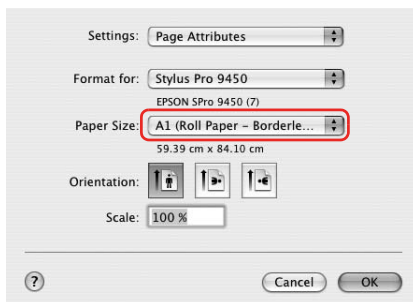 Settings: Page Attributes
Format for: Stylus Pro 9450
EPSON SPro 9450 (7)
Paper Size: A1 (Roll Paper – Borderle...
59.39 cm x 84.10 cm
Orientation:
Scale: 100 %
? Cancel OK